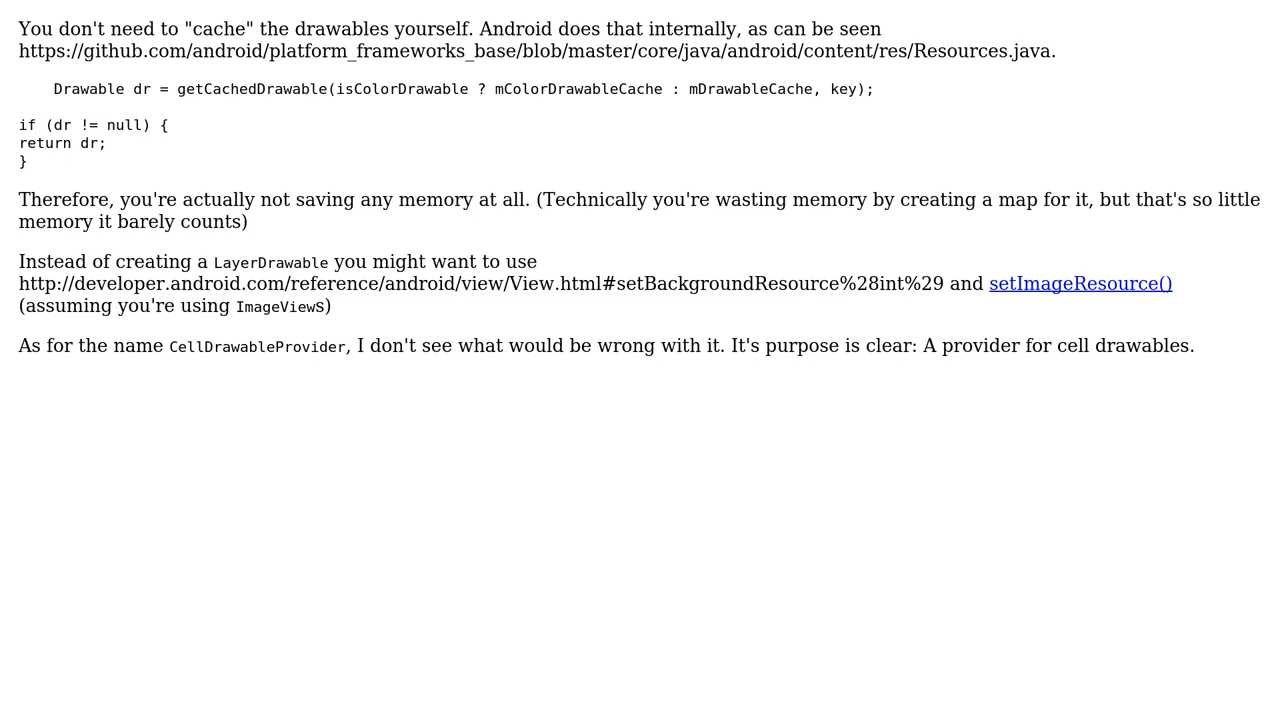 You don't need to "cache" the drawables yourself. Android does that internally, as can be seen
https://github.com/android/platform_frameworks_base/blob/master/core/java/android/content/res/Resources.java.
Drawable dr = getCachedDrawable(isColorDrawable ? mColorDrawableCache : mDrawableCache, key);
if (dr != null) {
return dr;
}
Therefore, you're actually not saving any memory at all. (Technically you're wasting memory by creating a map for it, but that's so little
memory it barely counts)
Instead of creating a LayerDrawable you might want to use
http://developer.android.com/reference/android/view/View.html#setBackgroundResource%28int%29 and setImageResource()
(assuming you're using ImageViews)
As for the name CellDrawableProvider, I don't see what would be wrong with it. It's purpose is clear: A provider for cell drawables.